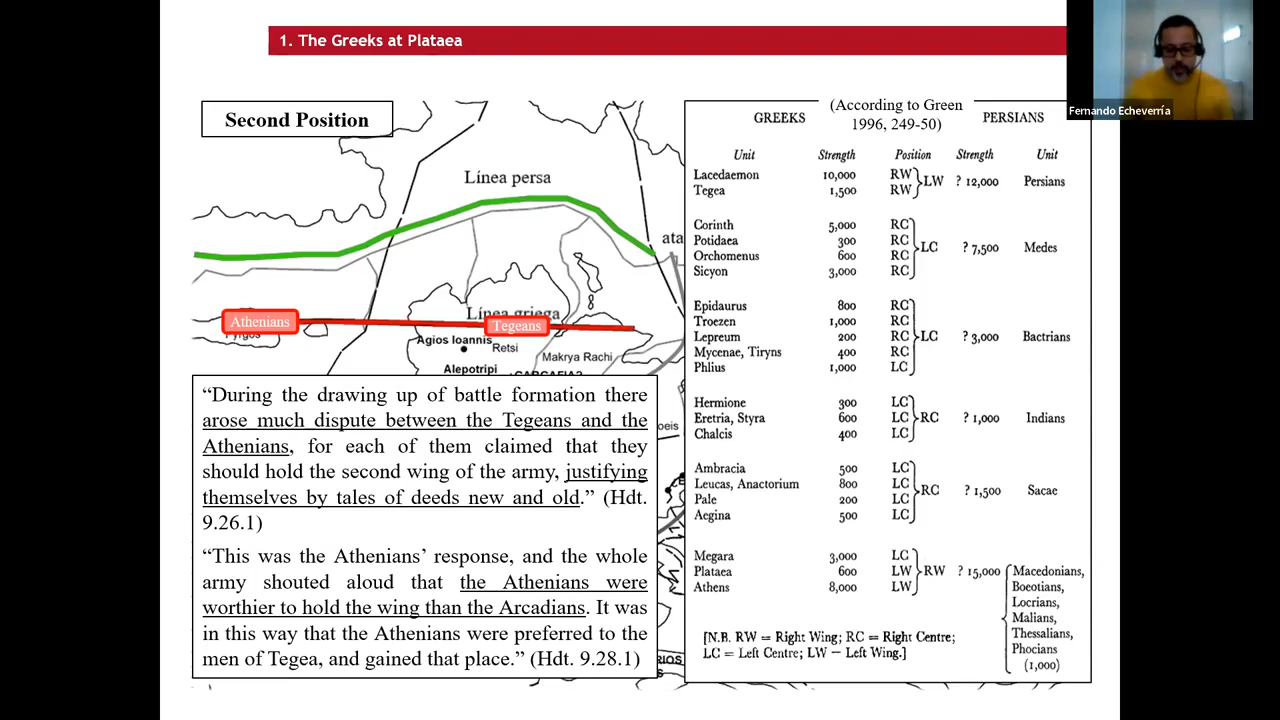 1. The Greeks at Plataea
Fernando Echeverría
Second Position
Línea persa
ata
Línea griega
Athenians
Tegeans
Pyrgos
Agios Ioannis
Retsi
Makrya Rachi
Alepotripi
oeis
“During the drawing up of battle formation there
arose much dispute between the Tegeans and the
Athenians, for each of them claimed that they
should hold the second wing of the army, justifying
themselves by tales of deeds new and old.” (Hdt.
9.26.1)
“This was the Athenians’ response, and the whole
army shouted aloud that the Athenians were
worthier to hold the wing than the Arcadians. It was
in this way that the Athenians were preferred to the
men of Tegea, and gained that place.” (Hdt. 9.28.1)
GREEKS (According to Green PERSIANS
1996, 249-50)
Unit Strength Position Strength Unit
Lacedaemon 10,000 RW
Tegea 1,500 RW
LW ? 12,000 Persians
Corinth 5,000 RC
Potidaea 300 RC
Orchomenus 600 RC
Sicyon 3,000 RC
LC ? 7,500 Medes
Epidaurus 800 RC
Troezen 1,000 RC
Lepreum 200 RC
Mycenae, Tiryns 400 RC
Phlius 1,000 LC
LC ? 3,000 Bactrians
Hermione 300 LC
Eretria, Styra 600 LC
Chalcis 400 LC
RC ? 1,000 Indians
Ambracia 500 LC
Leucas, Anactorium 800 LC
Pale 200 LC
Aegina 500 LC
RC ? 1,500 Sacae
Megara 3,000 LC
Plataea 600 LW
Athens 8,000 LW
RW ? 15,000
Macedonians,
Boeotians,
Locrians,
Malians,
Thessalians,
Phocians
(1,000)
[N.B. RW = Right Wing; RC = Right Centre;
LC = Left Centre; LW – Left Wing.]